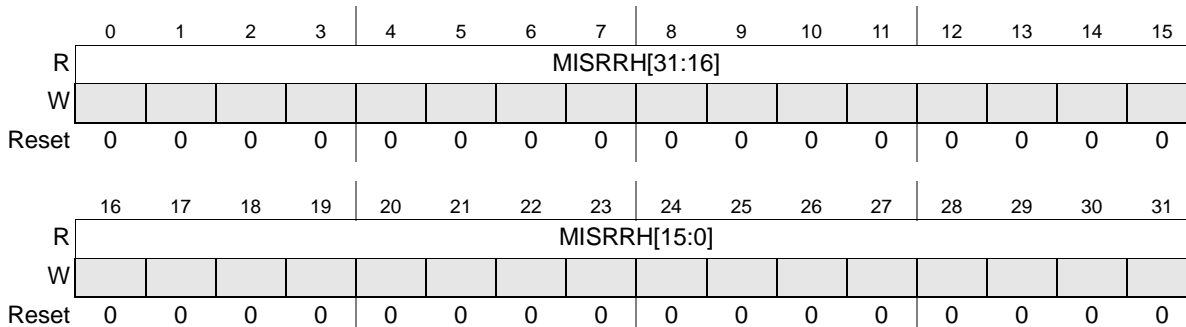 0 1 2 3 4 5 6 7 8 9 10 11 12 13 14 15
R MISRRH[31:16]
W
Reset 0 0 0 0 0 0 0 0 0 0 0 0 0 0 0 0
16 17 18 19 20 21 22 23 24 25 26 27 28 29 30 31
R MISRRH[15:0]
W
Reset 0 0 0 0 0 0 0 0 0 0 0 0 0 0 0 0